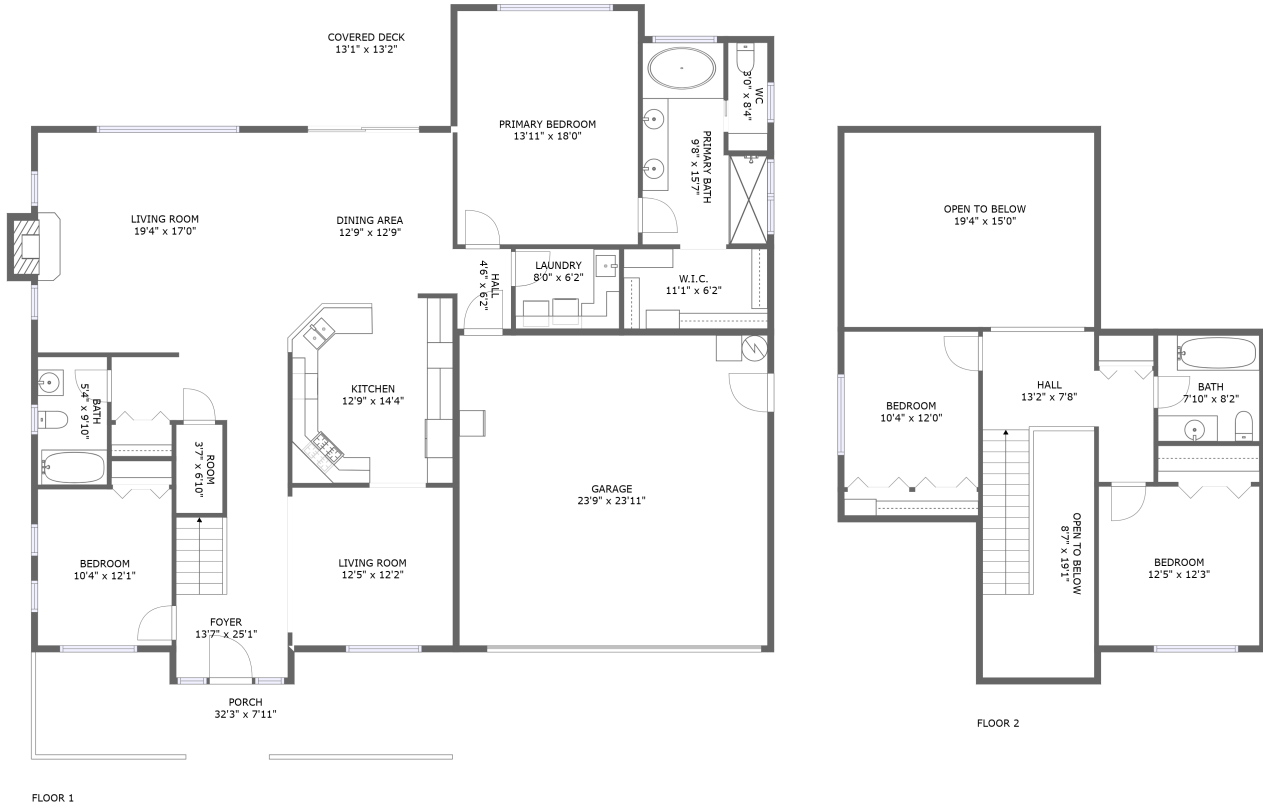 COVERED DECK
13'1" x 13'2"
PRIMARY BEDROOM
13'11" x 18'0"
WC
3'0" x 8'4"
PRIMARY BATH
9'8" x 15'7"
LIVING ROOM
19'4" x 17'0"
DINING AREA
12'9" x 12'9"
HALL
4'6" x 6'2"
LAUNDRY
8'0" x 6'2"
W.I.C.
11'1" x 6'2"
BATH
5'4" x 9'10"
KITCHEN
12'9" x 14'4"
ROOM
3'7" x 6'10"
GARAGE
23'9" x 23'11"
BEDROOM
10'4" x 12'1"
LIVING ROOM
12'5" x 12'2"
FOYER
13'7" x 25'1"
PORCH
32'3" x 7'11"
FLOOR 1
OPEN TO BELOW
19'4" x 15'0"
BEDROOM
10'4" x 12'0"
HALL
13'2" x 7'8"
BATH
7'10" x 8'2"
OPEN TO BELOW
8'7" x 19'1"
BEDROOM
12'5" x 12'3"
FLOOR 2